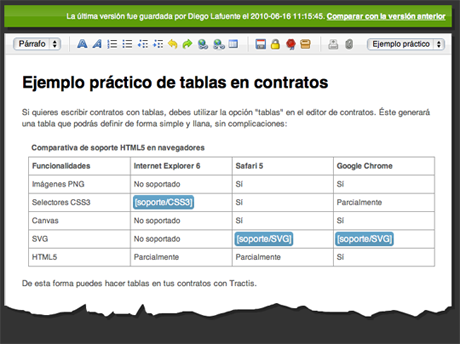 La última versión fue guardada por Diego Lafuente el 2010-06-16 11:15:45. Comparar con la versión anterior
Párrafo
Ejemplo práctico
Ejemplo práctico de tablas en contratos
Si quieres escribir contratos con tablas, debes utilizar la opción "tablas" en el editor de contratos. Éste generará
una tabla que podrás definir de forma simple y llana, sin complicaciones:
Comparativa de soporte HTML5 en navegadores
Funcionalidades Internet Explorer 6 Safari 5 Google Chrome
Imágenes PNG No soportado Sí Sí
Selectores CSS3 [soporte/CSS3] Sí Parcialmente
Canvas No soportado Sí Sí
SVG No soportado [soporte/SVG] [soporte/SVG]
HTML5 Parcialmente Parcialmente Sí
De esta forma puedes hacer tablas en tus contratos con Tractis.